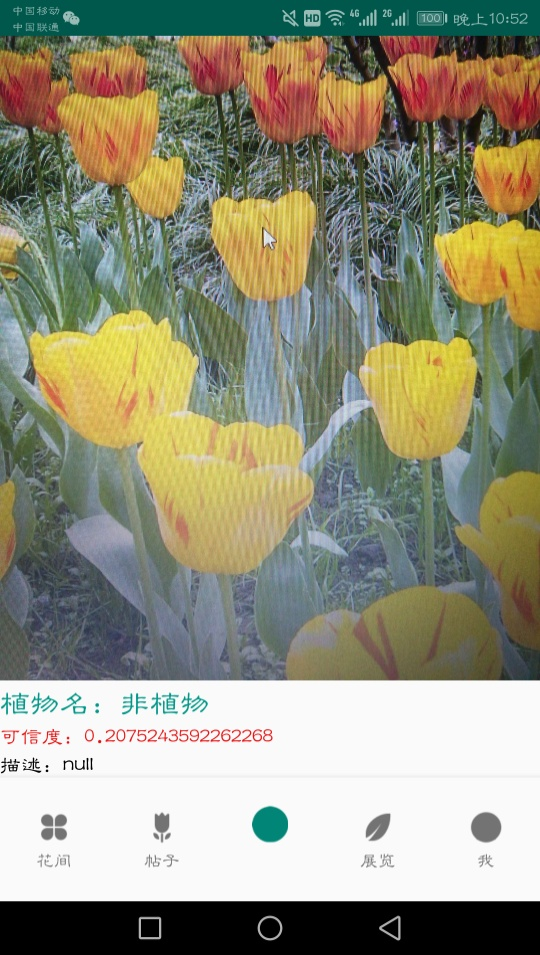 中国移动
中国联通
HD 4G 2G 100 晚上10:52
植物名：非植物
可信度：0.2075243592262268
描述：null
花间 帖子 展览 我